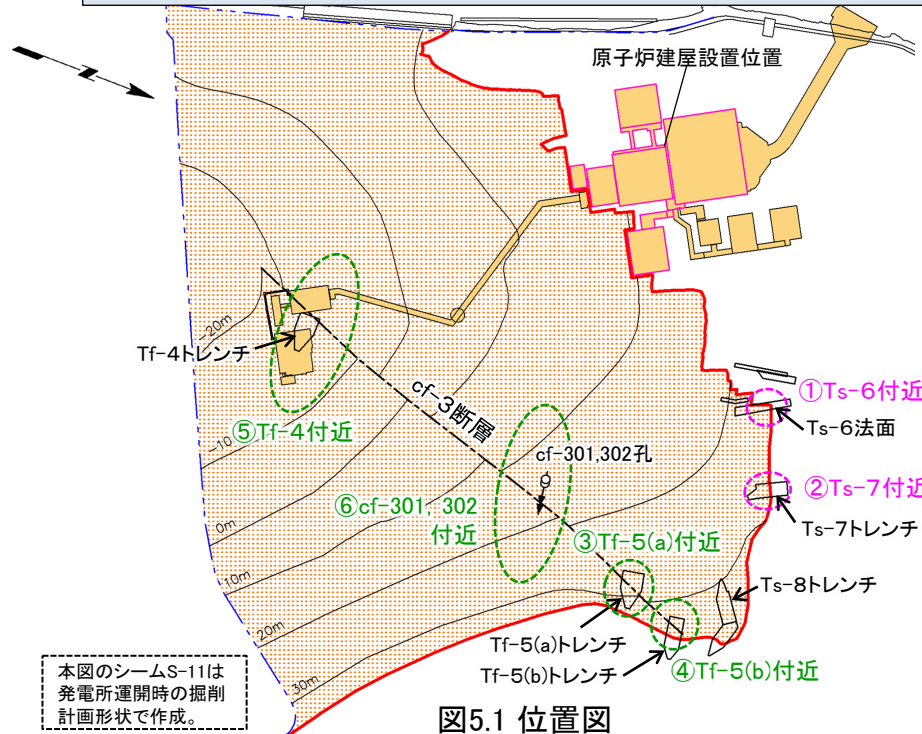 原子炉建屋設置位置
-20m
Tf-4トレンチ
⑤Tf-4付近
-10
cf-3断層
cf-301,302孔
①Ts-6付近
Ts-6法面
⑥cf-301, 302
付近
②Ts-7付近
Ts-7トレンチ
0m
③Tf-5(a)付近
10m
Ts-8トレンチ
20m
Tf-5(a)トレンチ
Tf-5(b)トレンチ
④Tf-5(b)付近
30m
本図のシームS-11は
発電所運開時の掘削
計画形状で作成。
図5.1 位置図